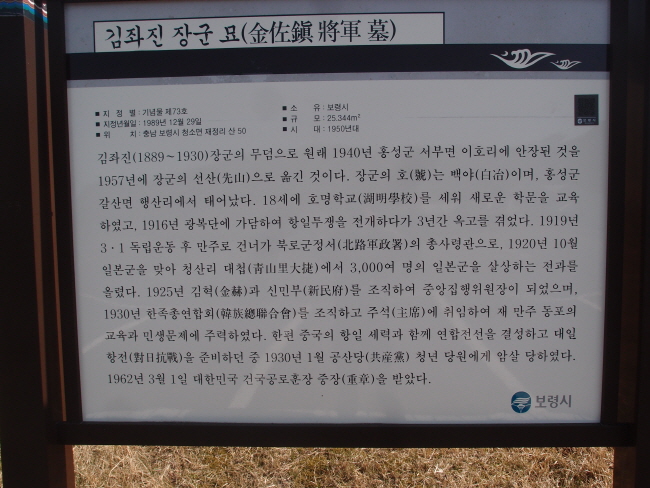 김좌진 장군 묘(金佐鎭 將軍 墓)
■ 지 정 별 : 기념물 제73호
■ 지정년월일 : 1989년 12월 29일
■ 위 치 : 충남 보령시 청소면 재정리 산 50
■ 소 유 : 보령시
■ 규 모 : 25,344m²
■ 시 대 : 1950년대
김좌진(1889~1930)장군의 무덤으로 원래 1940년 홍성군 서부면 이호리에 안장된 것을
1957년에 장군의 선산(先山)으로 옮긴 것이다. 장군의 호(號)는 백야(白冶)이며, 홍성군
갈산면 행산리에서 태어났다. 18세에 호명학교(湖明學校)를 세워 새로운 학문을 교육
하였고, 1916년 광복단에 가담하여 항일투쟁을 전개하다가 3년간 옥고를 겪었다. 1919년
3·1 독립운동 후 만주로 건너가 북로군정서(北路軍政署)의 총사령관으로, 1920년 10월
일본군을 맞아 청산리 대첩(靑山里大捷)에서 3,000여 명의 일본군을 살상하는 전과를
올렸다. 1925년 김혁(金赫)과 신민부(新民府)를 조직하여 중앙집행위원장이 되었으며,
1930년 한족총연합회(韓族總聯合會)를 조직하고 주석(主席)에 취임하여 재 만주 동포의
교육과 민생문제에 주력하였다. 한편 중국의 항일 세력과 함께 연합전선을 결성하고 대일
항전(對日抗戰)을 준비하던 중 1930년 1월 공산당(共産黨) 청년 당원에게 암살 당하였다.
1962년 3월 1일 대한민국 건국공로훈장 중장(重章)을 받았다.
보령시